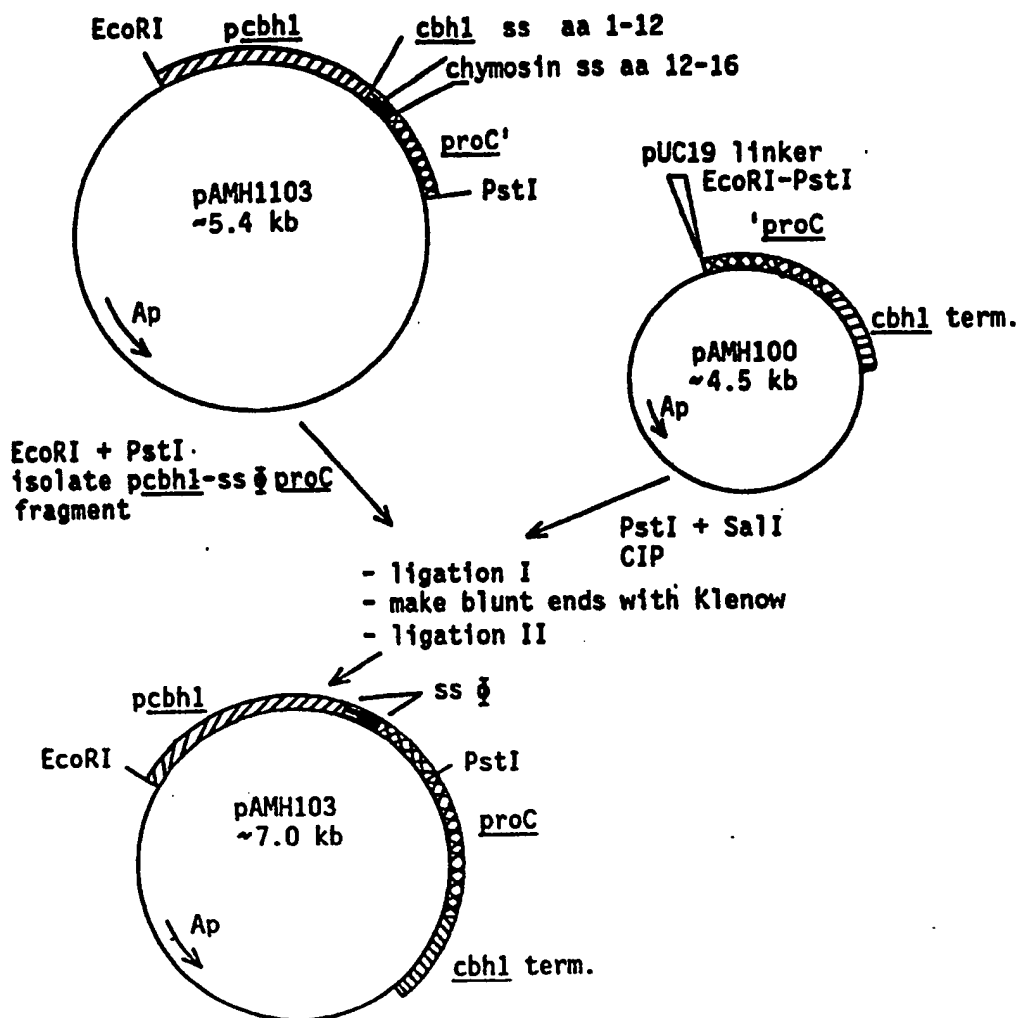 EcoRI
pcbh1
cbh1 ss aa 1-12
chymosin ss aa 12-16
proC'
PstI
pAMH1103
~5.4 kb
Ap
pUC19 linker
EcoRI-PstI
'proC
cbh1 term.
pAMH100
~4.5 kb
Ap
EcoRI + PstI
isolate pcbh1-ss Φ proC
fragment
PstI + SalI
CIP
- ligation I
- make blunt ends with Klenow
- ligation II
pcbh1
ss Φ
EcoRI
PstI
pAMH103
~7.0 kb
proC
Ap
cbh1 term.